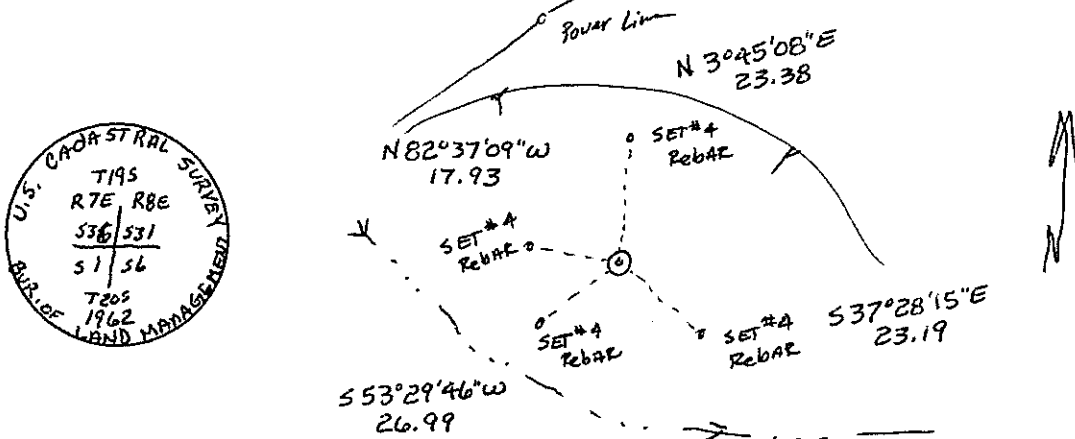 Power Line
N 3°45'08"E
23.38
U.S. CADASTRAL SURVEY
T19S
R7E R8E
S36 S31
S1 S6
T20S
1962
BUR. OF LAND MANAGEMENT
N82°37'09"W
17.93
SET #4
RebAR
SET #4
RebAR
SET #4
RebAR
SET #4
RebAR
S37°28'15"E
23.19
S53°29'46"W
26.99
N